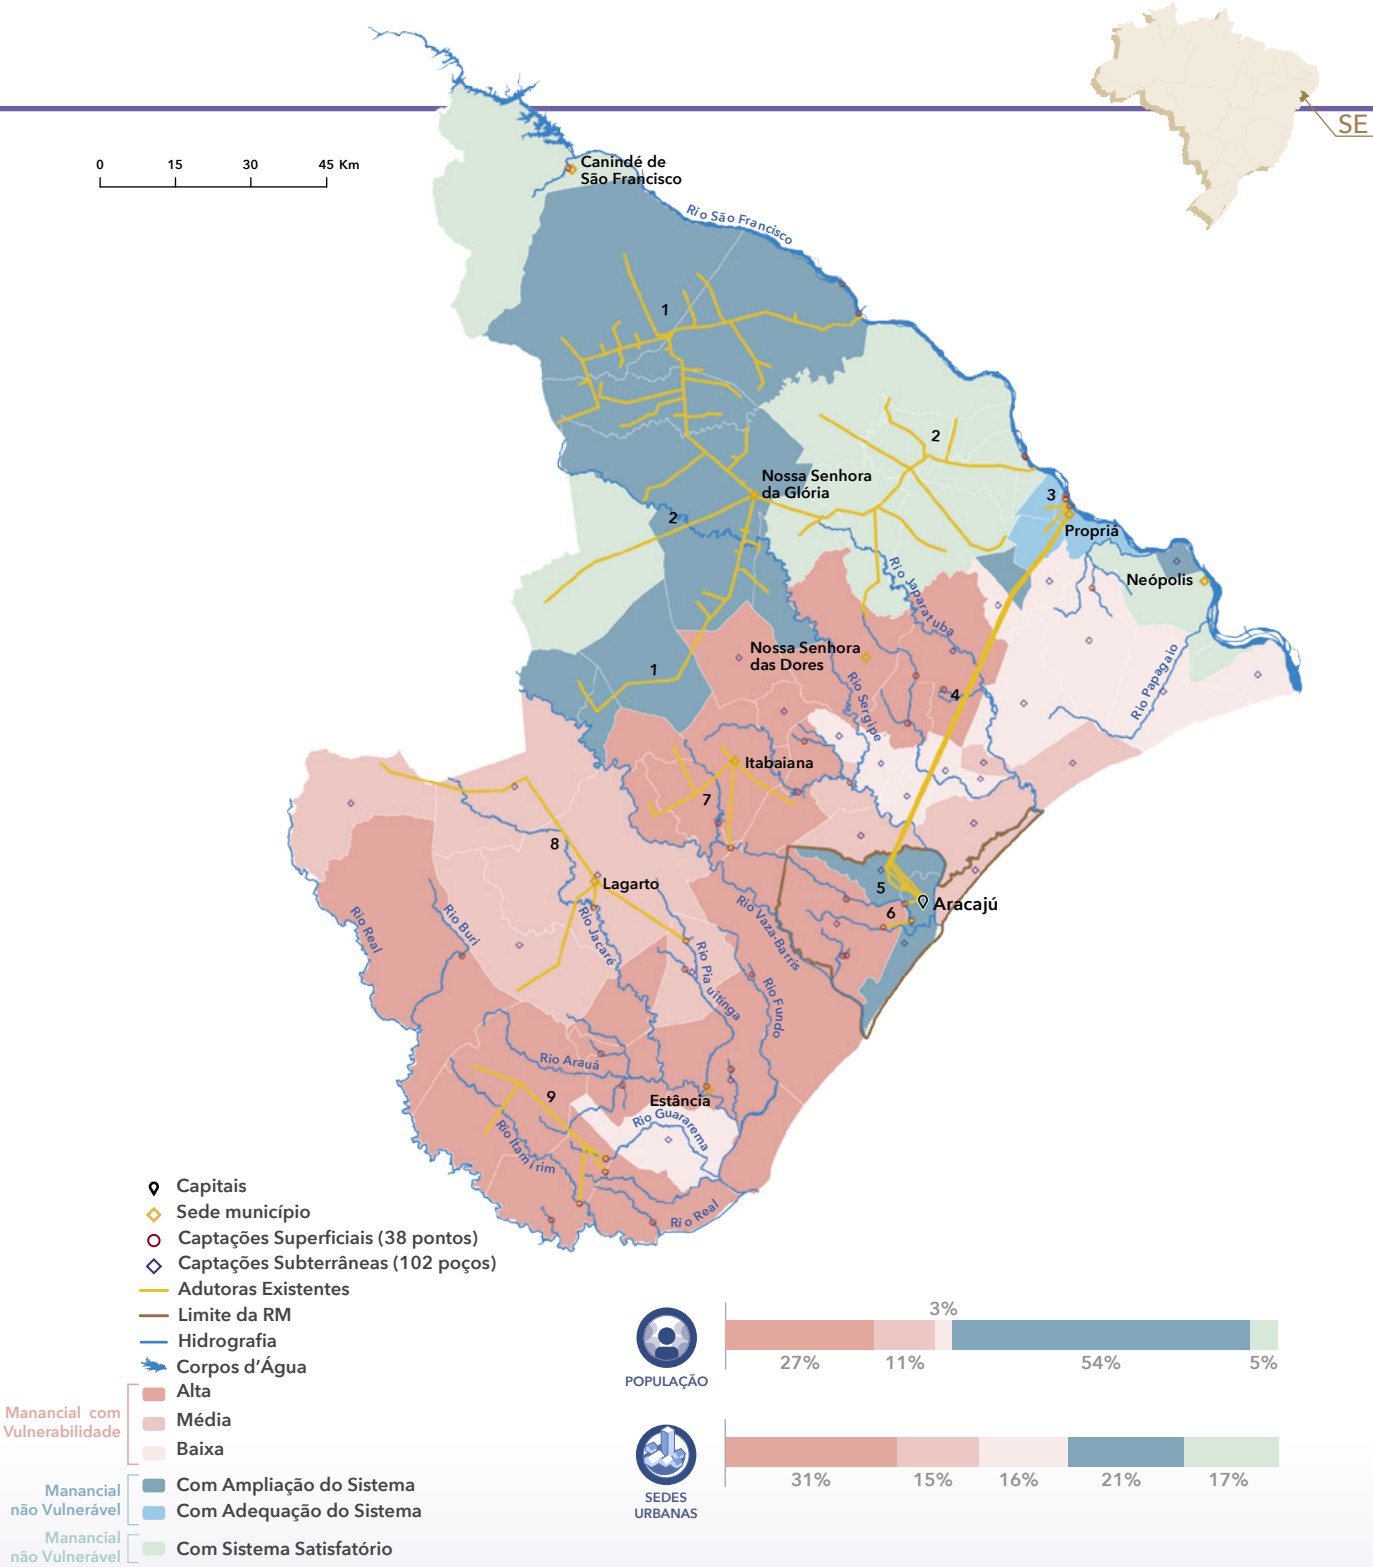 SE
0 15 30 45 Km
Canindé de
São Francisco
Rio São Francisco
1
2
Nossa Senhora
da Glória
3
2
Propriá
Rio Japaratuba
Neópolis
Nossa Senhora
das Dores
1
Rio Sergipe
4
Rio Papagaio
Itabaiana
7
8
Lagarto
5
6
Aracajú
Rio Real
Rio Buri
Rio Jacaré
Rio Vaza-Barris
Rio Piauitinga
Rio Fundo
Rio Arauá
9
Estância
Rio Guararema
Rio Itamirim
Rio Real
Capitais
Sede município
Captações Superficiais (38 pontos)
Captações Subterrâneas (102 poços)
Adutoras Existentes
Limite da RM
Hidrografia
Corpos d'Água
Manancial com
Vulnerabilidade
Alta
Média
Baixa
Manancial
não Vulnerável
Com Ampliação do Sistema
Com Adequação do Sistema
Manancial
não Vulnerável
Com Sistema Satisfatório
POPULAÇÃO
3%
27% 11% 54% 5%
SEDES
URBANAS
31% 15% 16% 21% 17%